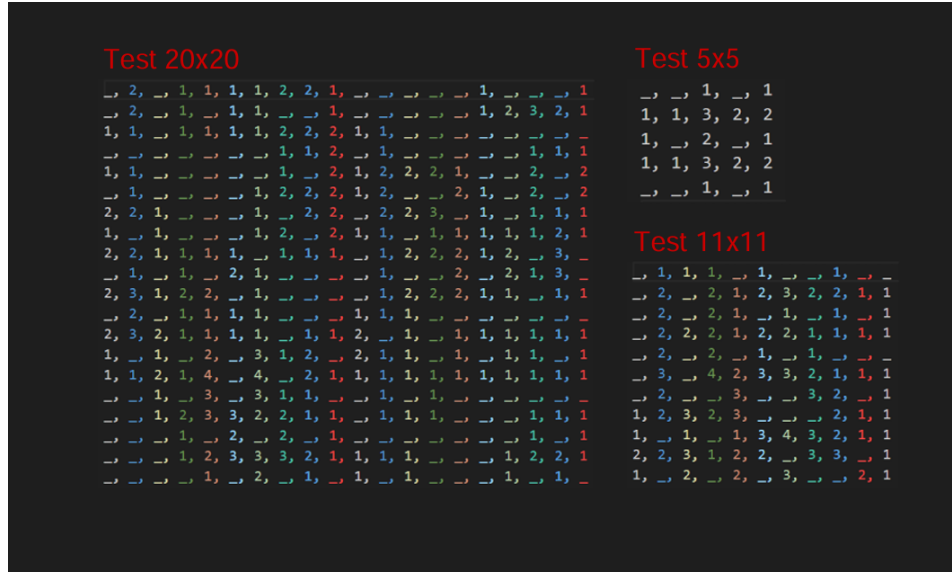 Test 20x20
_, 2, _, 1, 1, 1, 1, 2, 2, 1, _, _, _, _, _, 1, _, _, _, 1
_, 2, _, 1, _, 1, 1, _, _, 1, _, _, _, _, _, 1, 2, 3, 2, 1
1, 1, _, 1, 1, 1, 1, 2, 2, 2, 1, 1, _, _, _, _, _, _, _, _
_, _, _, _, _, _, _, 1, 1, 2, _, 1, _, _, _, _, _, 1, 1, 1
1, 1, _, _, _, _, 1, _, _, 2, 1, 2, 2, 2, 1, _, _, 2, _, 2
_, 1, _, _, _, _, 1, 2, 2, 2, 1, 2, _, _, 2, 1, _, 2, _, 2
2, 2, 1, _, _, _, 1, _, 2, 2, _, 2, 2, 3, _, 1, _, 1, 1, 1
1, _, 1, _, _, _, 1, 2, _, 2, 1, _, _, 1, 1, 1, 1, 1, 2, 1
2, 2, 1, 1, 1, 1, _, 1, 1, 1, _, 1, 2, 2, 2, 1, 2, _, 3, _
_, 1, _, _, _, 2, 1, _, _, _, _, 1, _, _, 2, _, 2, 1, 3, _
2, 3, 1, 2, 2, _, 1, _, _, _, _, 1, 2, 2, 2, 1, 1, _, 1, 1
_, 2, _, 1, 1, 1, 1, _, _, _, 1, 1, 1, _, _, _, _, _, _, _
2, 3, 2, 1, 1, 1, 1, _, 1, 1, 2, _, 1, 1, 1, 1, 1, 1, 1, 1
1, _, 1, _, 2, _, 3, 1, 2, _, 2, 1, 1, _, 1, _, _, 1, _, 1
1, 1, 2, 1, 4, _, 4, _, 2, 1, 1, 1, 1, 1, 1, 1, 1, 1, 1, 1
_, _, 1, _, 3, _, 3, 1, 1, _, _, 1, _, 1, _, _, _, _, _, _
_, _, 1, 2, 3, 3, 2, 2, 1, 1, _, 1, 1, 1, _, _, _, 1, 1, 1
_, _, _, 1, _, 2, _, 2, _, 1, _, _, _, _, _, _, _, 1, _, 1
_, _, _, 1, 2, 3, 3, 3, 2, 1, 1, 1, 1, _, _, _, 1, 2, 2, 1
_, _, _, _, 1, _, 2, _, 1, _, 1, _, 1, _, _, _, 1, _, 1, _
Test 5x5
_, _, 1, _, 1
1, 1, 3, 2, 2
1, _, 2, _, 1
1, 1, 3, 2, 2
_, _, 1, _, 1
Test 11x11
_, 1, 1, 1, _, 1, _, _, 1, _, _
_, 2, _, 2, 1, 2, 3, 2, 2, 1, 1
_, 2, _, 2, 1, _, 1, _, 1, _, 1
_, 2, 2, 2, 1, 2, 2, 1, 1, 1, 1
_, 2, _, 2, _, 1, _, 1, _, _, _
_, 3, _, 4, 2, 3, 3, 2, 1, 1, 1
_, 2, _, _, 3, _, _, 3, 2, _, 1
1, 2, 3, 2, 3, _, _, _, 2, 1, 1
1, _, 1, _, 1, 3, 4, 3, 2, 1, 1
2, 2, 3, 1, 2, 2, _, 3, 3, _, 1
1, _, 2, _, 2, _, 3, _, _, 2, 1